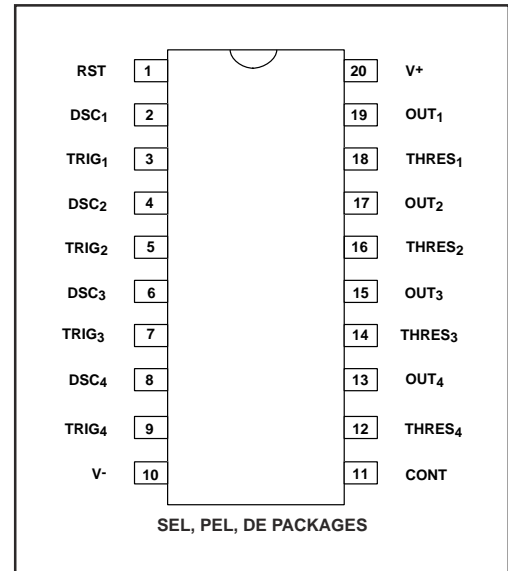 RST 1 20 V+
DSC1 2 19 OUT1
TRIG1 3 18 THRES1
DSC2 4 17 OUT2
TRIG2 5 16 THRES2
DSC3 6 15 OUT3
TRIG3 7 14 THRES3
DSC4 8 13 OUT4
TRIG4 9 12 THRES4
V- 10 11 CONT
SEL, PEL, DE PACKAGES